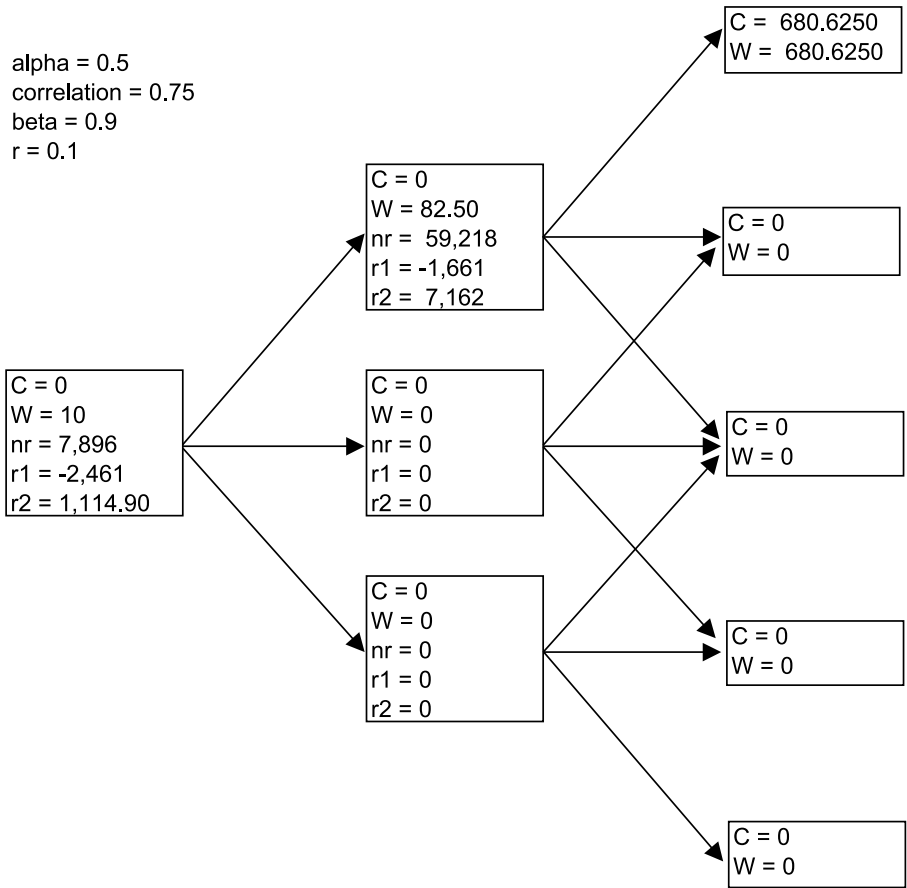 alpha = 0.5
correlation = 0.75
beta = 0.9
r = 0.1
C = 0
W = 10
nr = 7,896
r1 = -2,461
r2 = 1,114.90
C = 0
W = 82.50
nr = 59,218
r1 = -1,661
r2 = 7,162
C = 0
W = 0
nr = 0
r1 = 0
r2 = 0
C = 0
W = 0
nr = 0
r1 = 0
r2 = 0
C = 680.6250
W = 680.6250
C = 0
W = 0
C = 0
W = 0
C = 0
W = 0
C = 0
W = 0